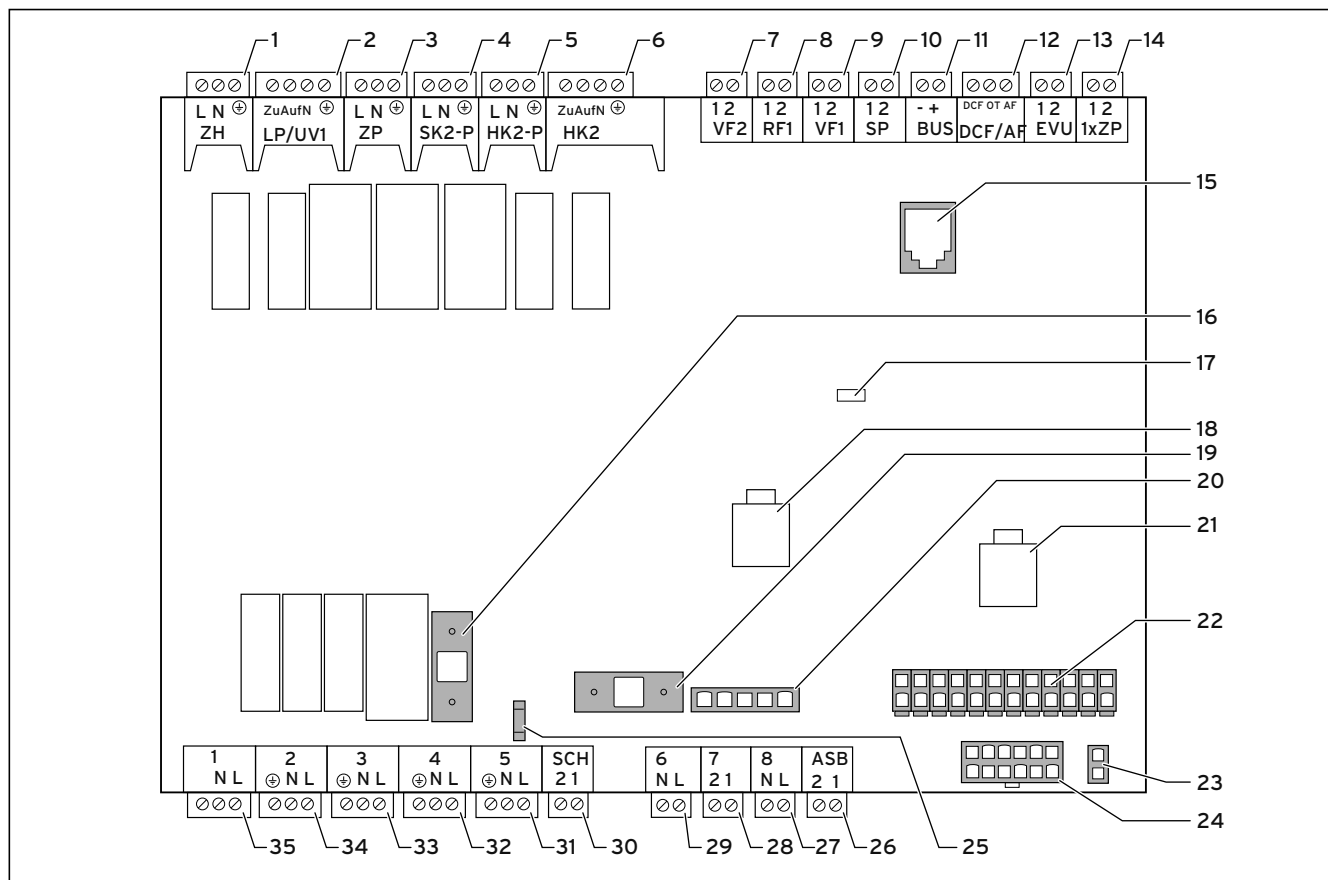 1 2 3 4 5 6 7 8 9 10 11 12 13 14
L N ⏚ ZuAufN ⏚ L N ⏚ L N ⏚ L N ⏚ ZuAufN ⏚ 1 2 1 2 1 2 1 2 - + DCF OT AF 1 2 1 2
ZH LP/UV1 ZP SK2-P HK2-P HK2 VF2 RF1 VF1 SP BUS DCF/AF EVU 1xZP
15
16
17
18
19
20
21
22
1 2 3 4 5 SCH 6 7 8 ASB
N L ⏚ N L ⏚ N L ⏚ N L ⏚ N L 2 1 N L 2 1 N L 2 1
23
24
35 34 33 32 31 30 29 28 27 26 25